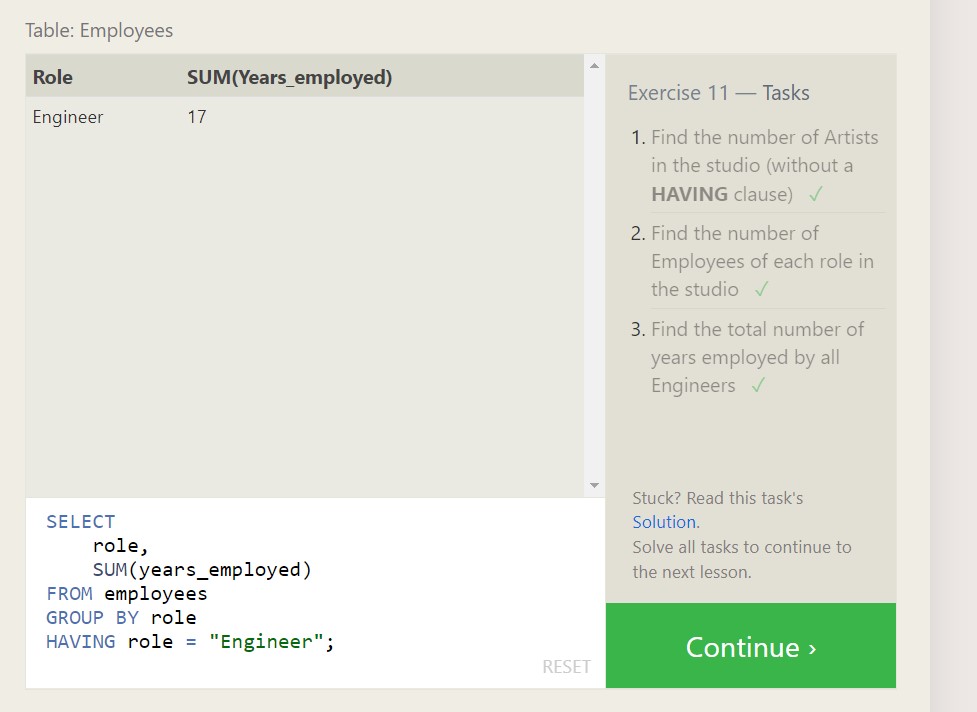 Table: Employees
Role SUM(Years_employed)
Engineer 17
Exercise 11 — Tasks
1. Find the number of Artists
in the studio (without a
HAVING clause) ✓
2. Find the number of
Employees of each role in
the studio ✓
3. Find the total number of
years employed by all
Engineers ✓
Stuck? Read this task's
Solution.
Solve all tasks to continue to
the next lesson.
Continue ›
SELECT
    role,
    SUM(years_employed)
FROM employees
GROUP BY role
HAVING role = "Engineer";
RESET